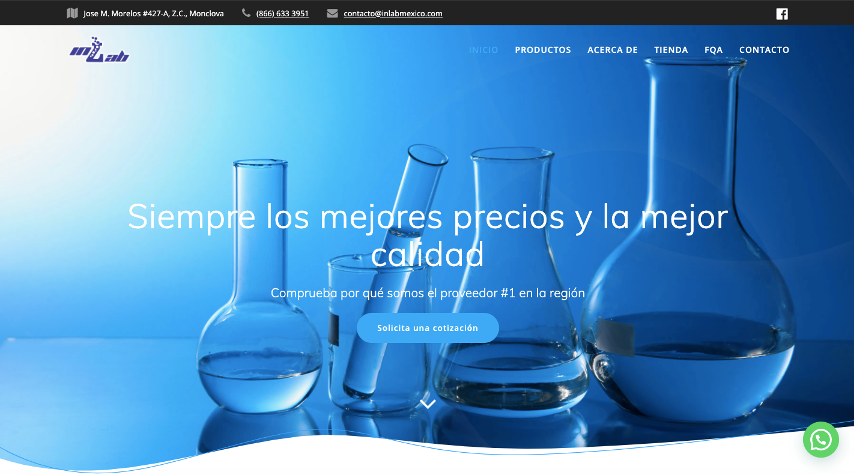 Jose M. Morelos #427-A, Z.C., Monclova
(866) 633 3951
contacto@inlabmexico.com
inLab
INICIO
PRODUCTOS
ACERCA DE
TIENDA
FQA
CONTACTO
Siempre los mejores precios y la mejor
calidad
Comprueba por qué somos el proveedor #1 en la región
Solicita una cotización